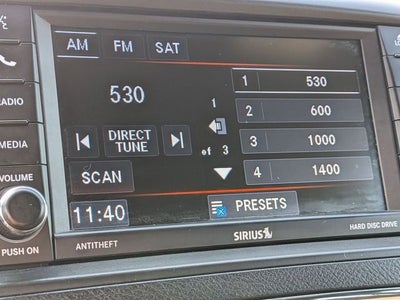 AM FM SAT
530
1 530
2 600
1
of 3
3 1000
4 1400
DIRECT
TUNE
SCAN
11:40
PRESETS
RADIO
MEDIA
VOLUME
PUSH ON
ANTITHEFT
SIRIUS
HARD DISC DRIVE